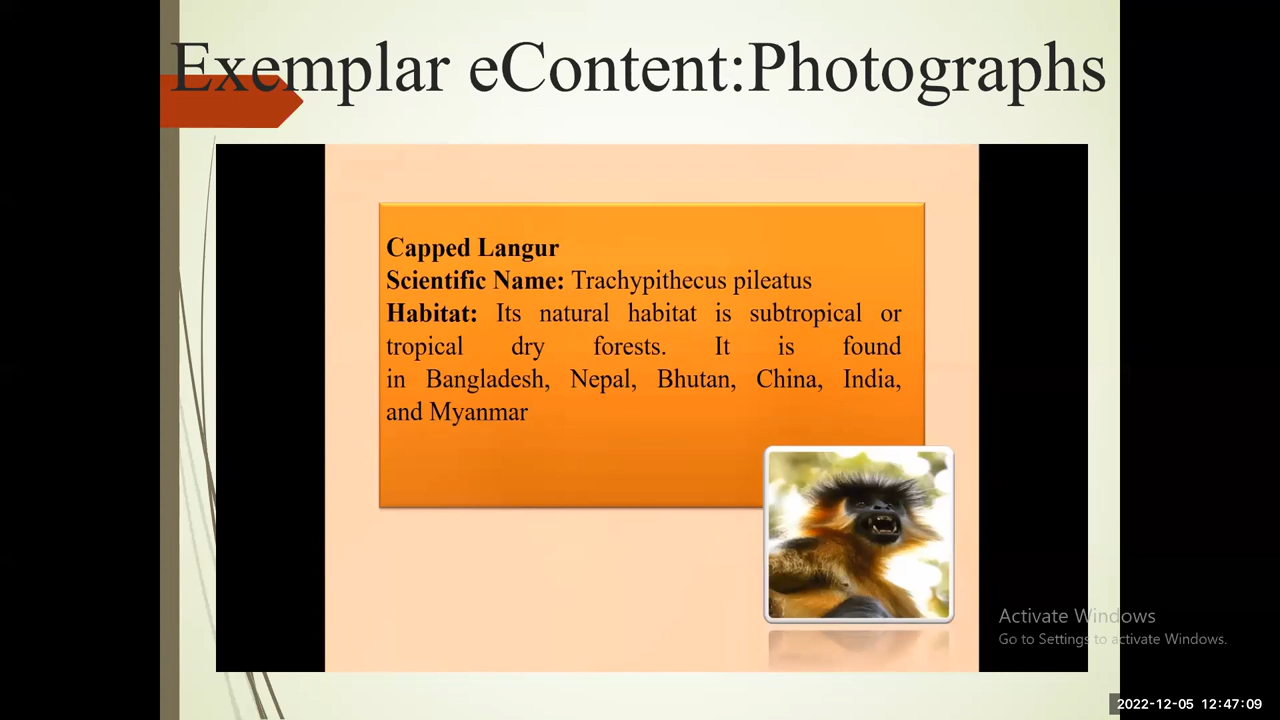 Exemplar eContent:Photographs
Capped Langur
Scientific Name: Trachypithecus pileatus
Habitat: Its natural habitat is subtropical or
tropical dry forests. It is found
in Bangladesh, Nepal, Bhutan, China, India,
and Myanmar
Activate Windows
Go to Settings to activate Windows.
2022-12-05 12:47:09